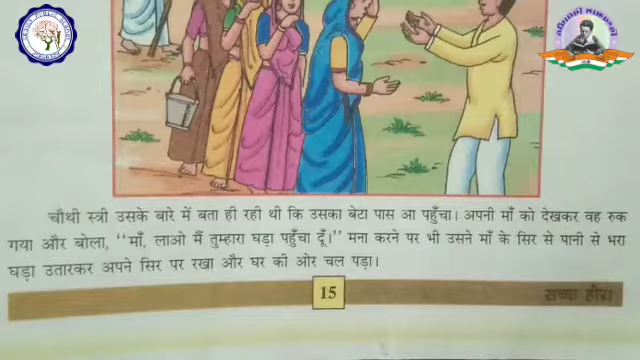 चौथी स्त्री उसके बारे में बता ही रही थी कि उसका बेटा पास आ पहुँचा। अपनी माँ को देखकर वह रुक
गया और बोला, “माँ, लाओ मैं तुम्हारा घड़ा पहुँचा दूँ।” मना करने पर भी उसने माँ के सिर से पानी से भरा
घड़ा उतारकर अपने सिर पर रखा और घर की ओर चल पड़ा।
15
सच्चा हीरा